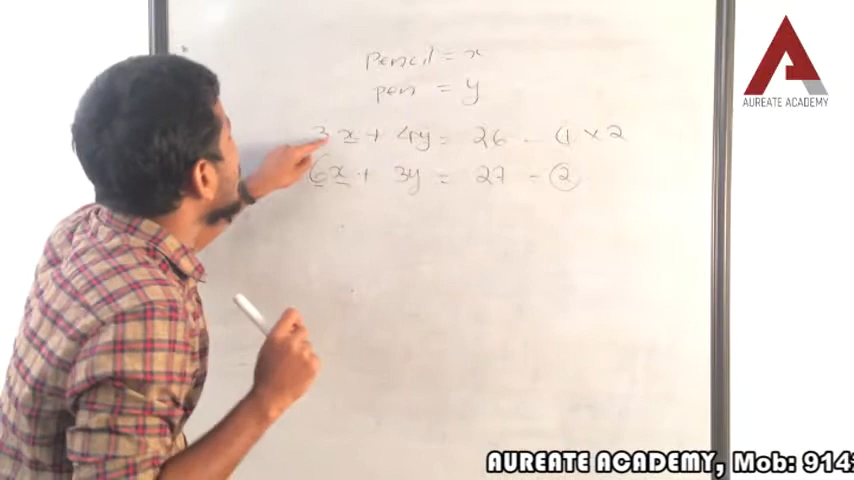 Pencil = x
pen = y
3x + 4y = 26 - ① x 2
6x + 3y = 27 - ②
AUREATE ACADEMY
AUREATE ACADEMY, Mob: 914